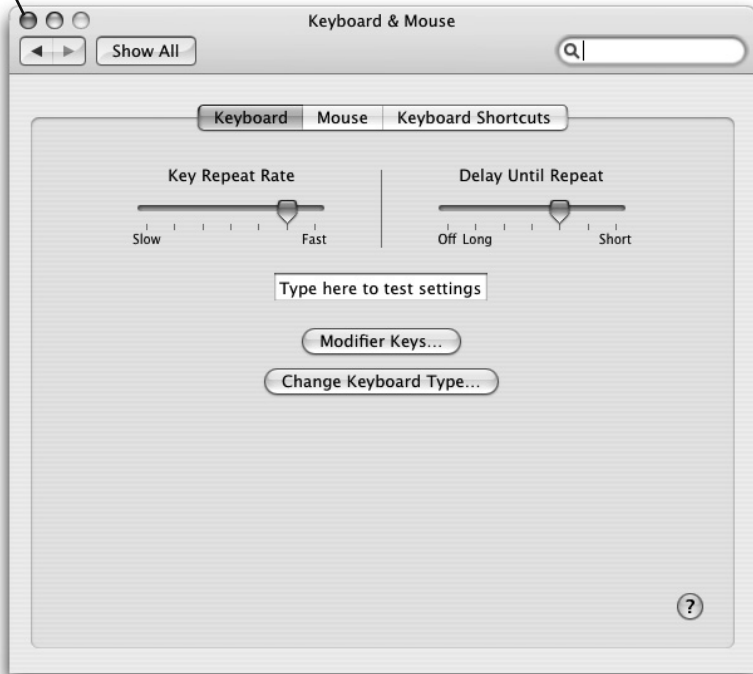 Keyboard & Mouse
Show All
Keyboard Mouse Keyboard Shortcuts
Key Repeat Rate Delay Until Repeat
Slow Fast Off Long Short
Type here to test settings
Modifier Keys...
Change Keyboard Type...
?